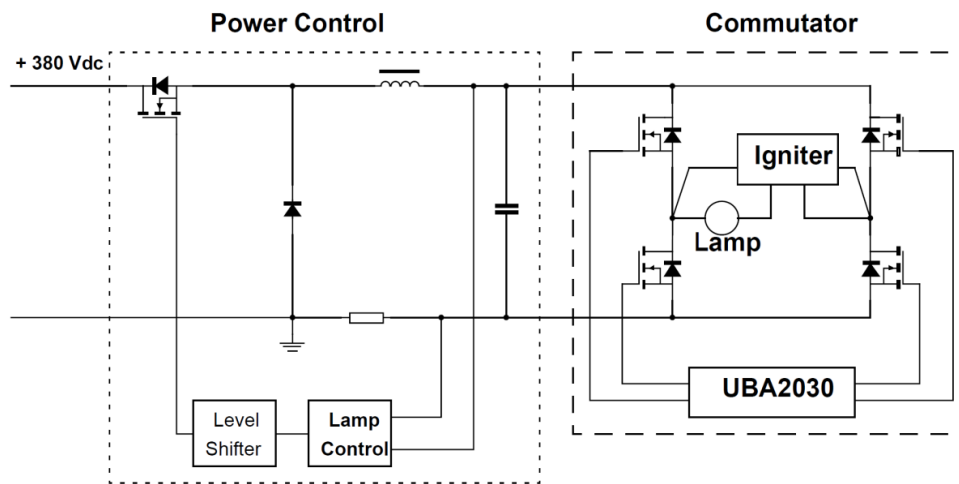 Power Control
Commutator
+ 380 Vdc
Igniter
Lamp
UBA2030
Level
Shifter
Lamp
Control